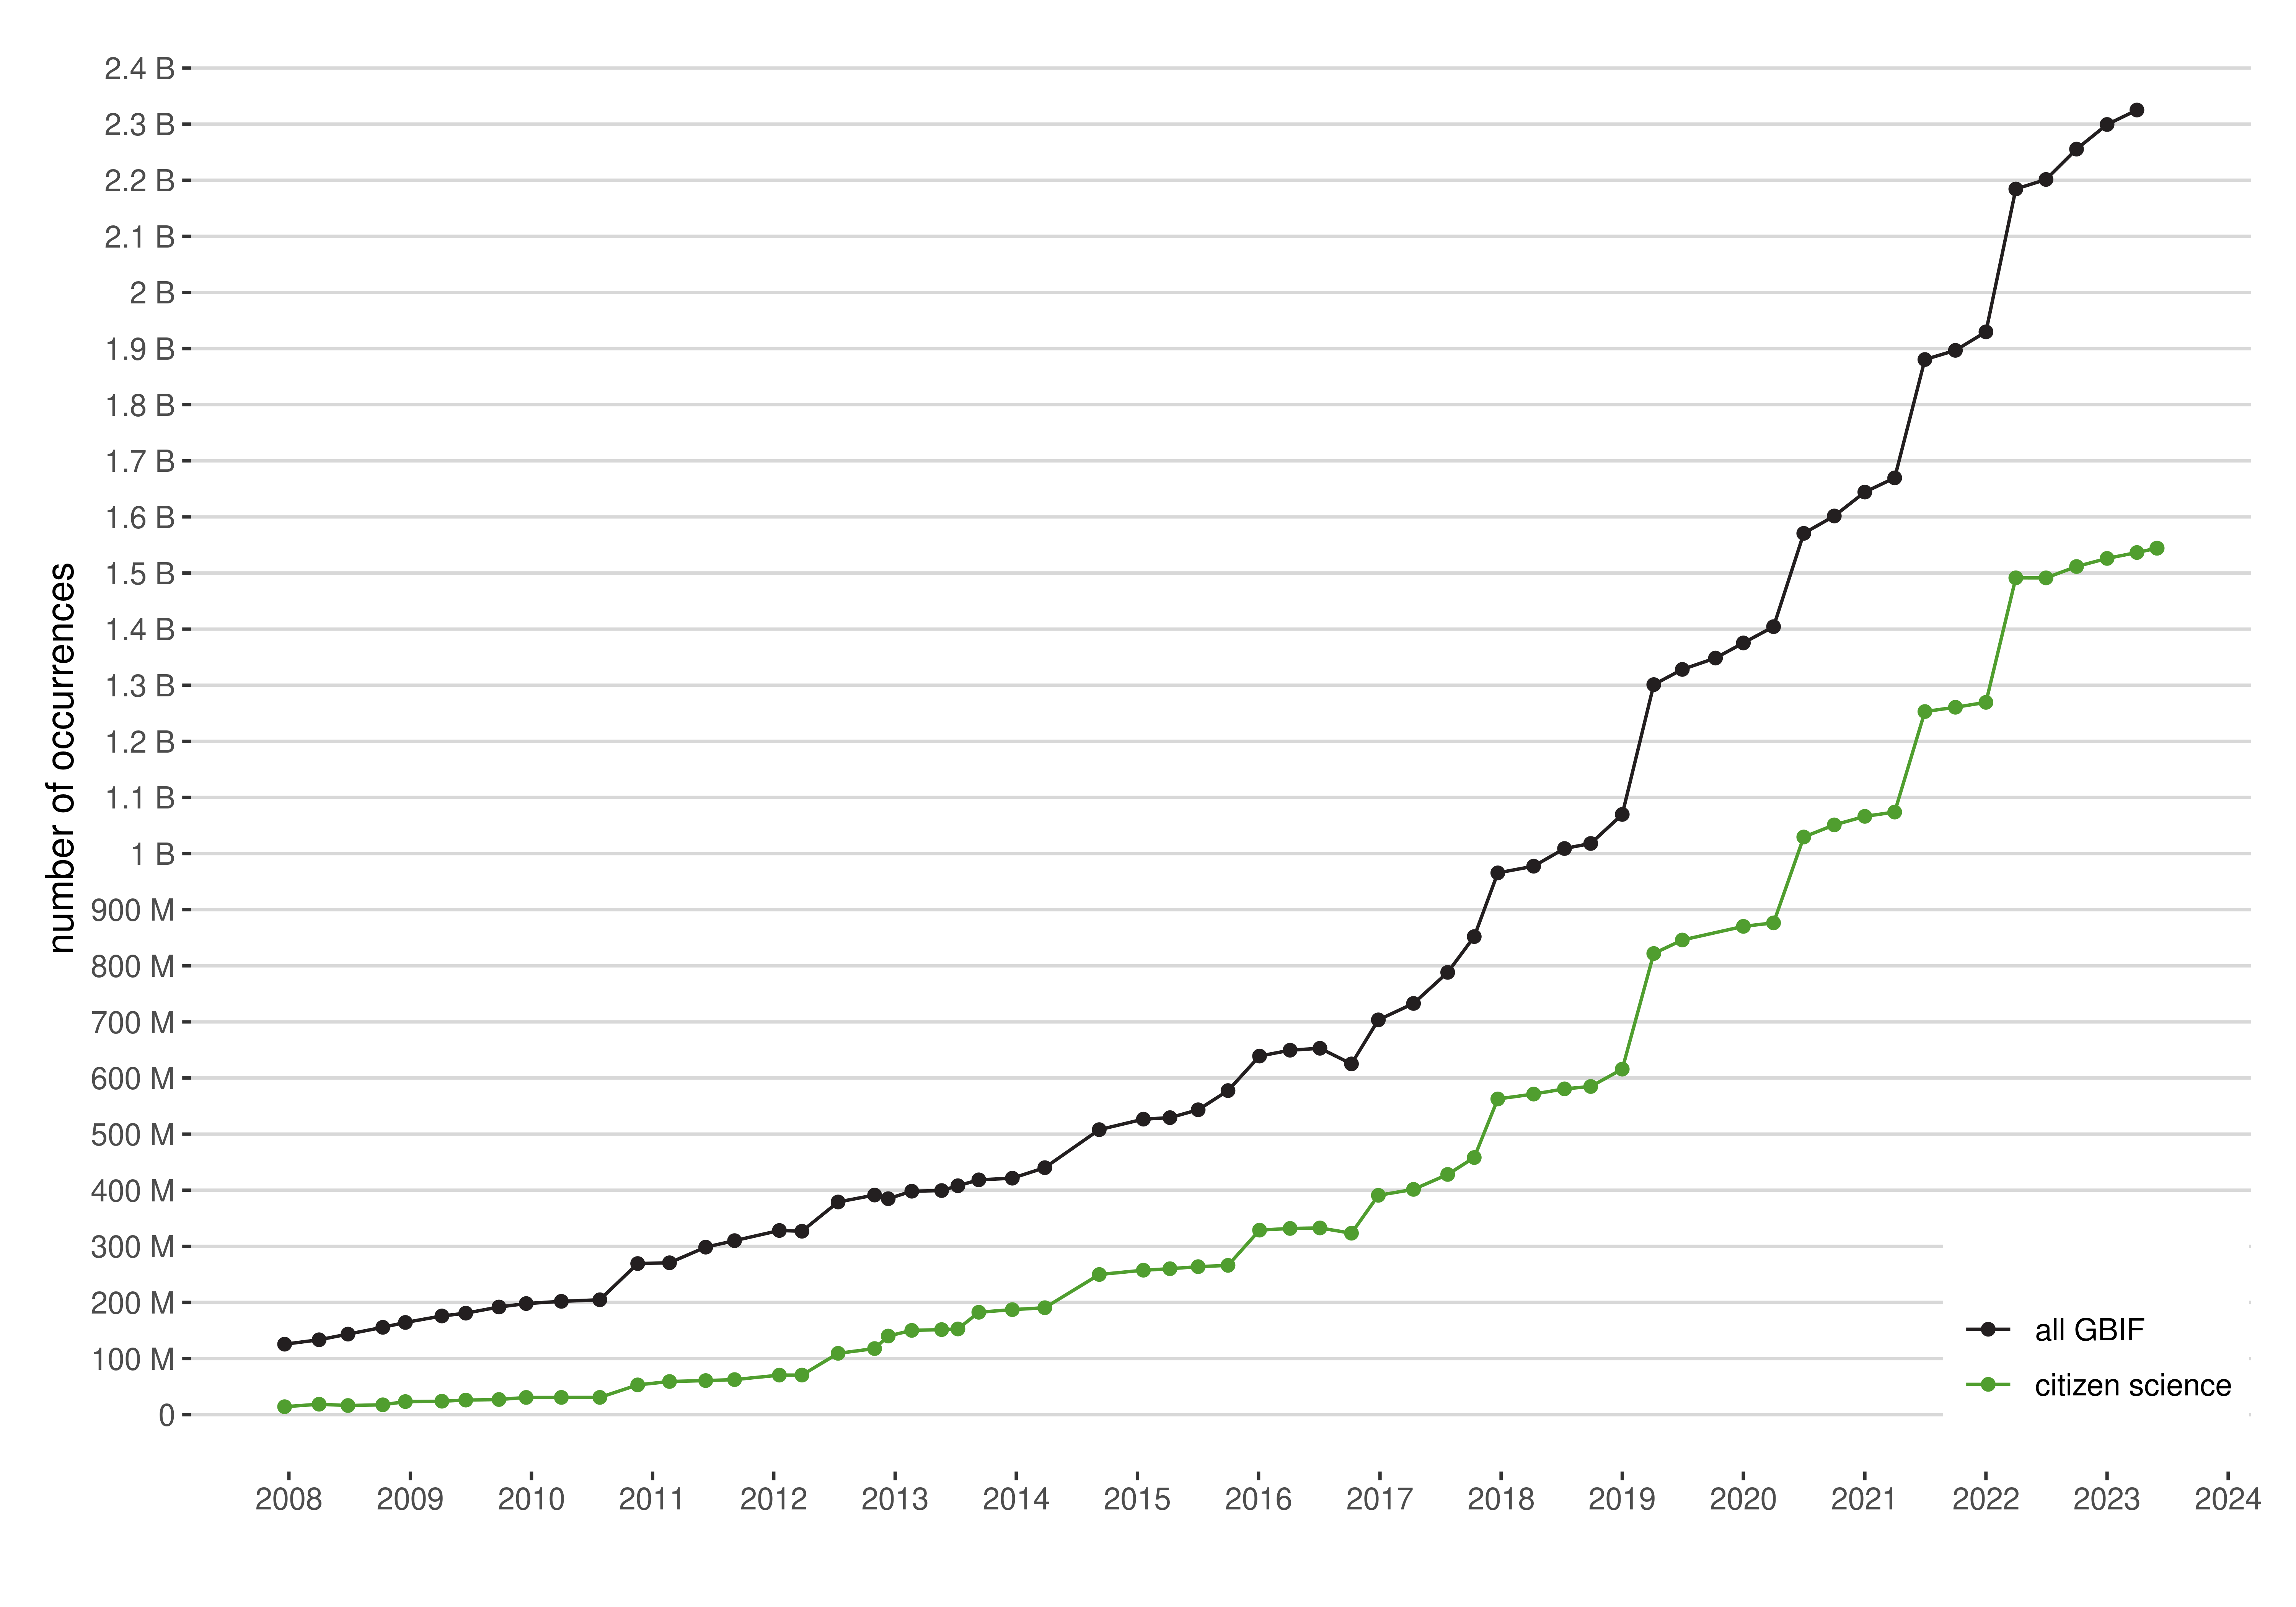 number of occurrences
2.4 B
2.3 B
2.2 B
2.1 B
2 B
1.9 B
1.8 B
1.7 B
1.6 B
1.5 B
1.4 B
1.3 B
1.2 B
1.1 B
1 B
900 M
800 M
700 M
600 M
500 M
400 M
300 M
200 M
100 M
0
all GBIF
citizen science
2008 2009 2010 2011 2012 2013 2014 2015 2016 2017 2018 2019 2020 2021 2022 2023 2024